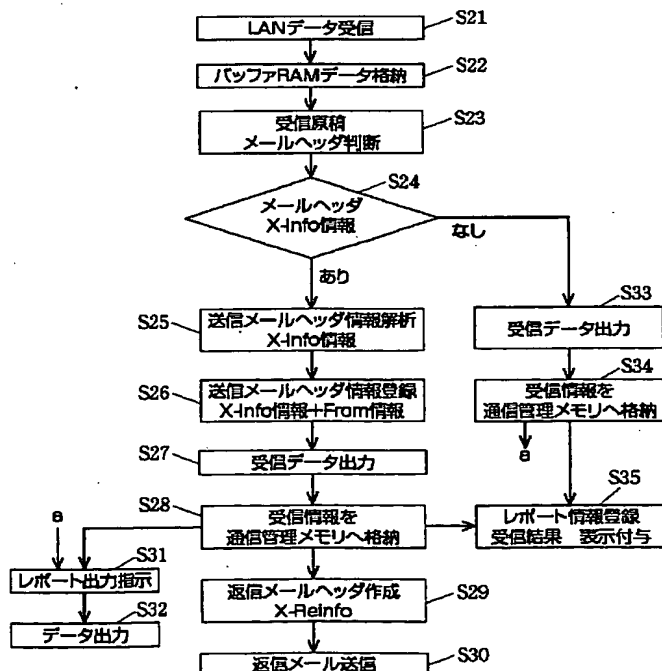 LANデータ受信
S21
バッファRAMデータ格納
S22
受信原稿
メールヘッダ判断
S23
メールヘッダ
X-Info情報
S24
なし
あり
S25
送信メールヘッダ情報解析
X-Info情報
S33
受信データ出力
S26
送信メールヘッダ情報登録
X-Info情報+From情報
S34
受信情報を
通信管理メモリへ格納
a
S27
受信データ出力
S28
受信情報を
通信管理メモリへ格納
S35
レポート情報登録
受信結果 表示付与
a
S31
レポート出力指示
S29
返信メールヘッダ作成
X-ReInfo
S32
データ出力
S30
返信メール送信